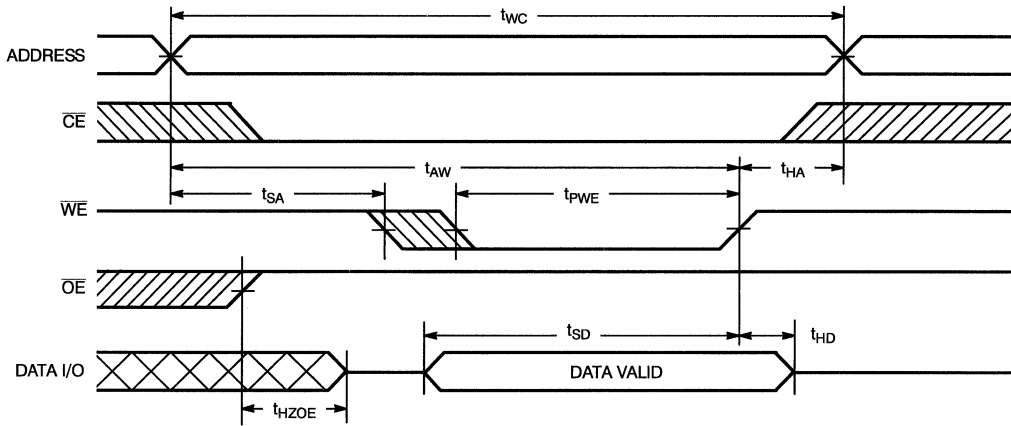 tWC
ADDRESS
CE
tAW
tHA
tSA
tPWE
WE
OE
tSD
tHD
DATA I/O
DATA VALID
tHZOE